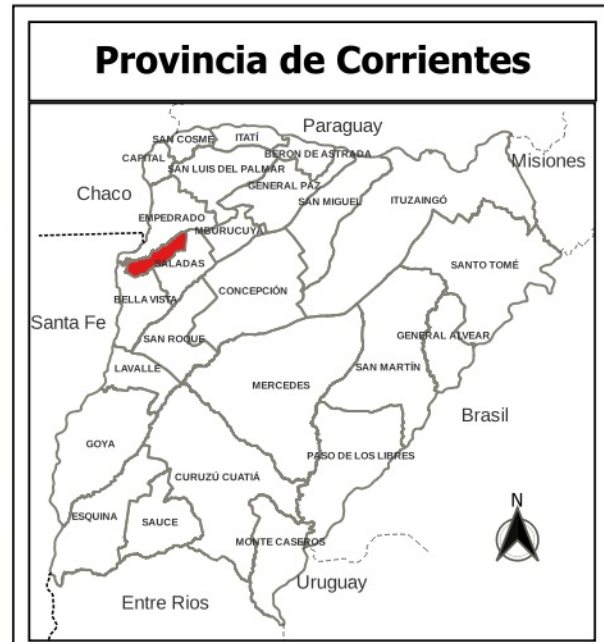 Provincia de Corrientes
Paraguay
SAN COSME
ITATÍ
CAPITAL
SAN LUIS DEL PALMAR
BERON DE ASTRADA
Misiones
GENERAL PAZ
Chaco
SAN MIGUEL
ITUZAINGÓ
EMPEDRADO
MBURUCUYA
SALADAS
SANTO TOMÉ
CONCEPCIÓN
BELLA VISTA
Santa Fe
SAN ROQUE
GENERAL ALVEAR
LAVALLE
SAN MARTÍN
MERCEDES
Brasil
GOYA
PASO DE LOS LIBRES
CURUZÚ CUATIÁ
N
ESQUINA
SAUCE
MONTE CASEROS
Uruguay
Entre Rios